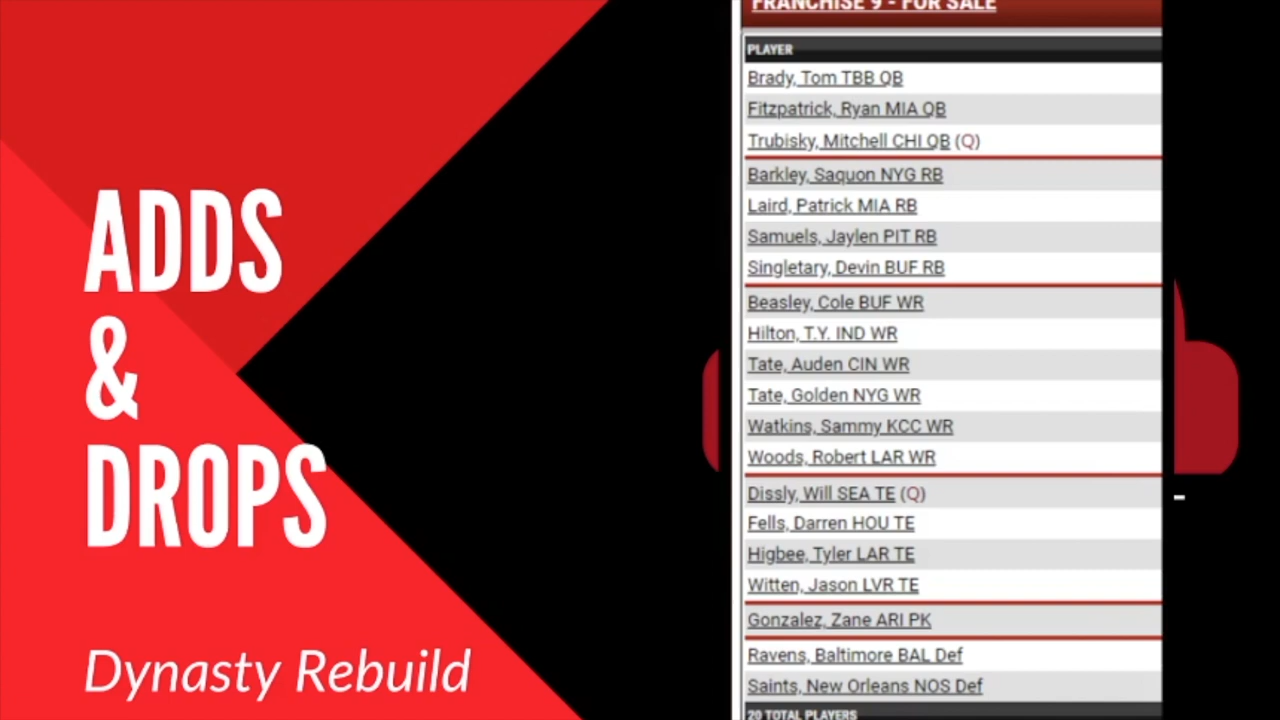 ADDS
&
DROPS
Dynasty Rebuild
FRANCHISE 9 - FOR SALE
PLAYER
Brady, Tom TBB QB
Fitzpatrick, Ryan MIA QB
Trubisky, Mitchell CHI QB (Q)
Barkley, Saquon NYG RB
Laird, Patrick MIA RB
Samuels, Jaylen PIT RB
Singletary, Devin BUF RB
Beasley, Cole BUF WR
Hilton, T.Y. IND WR
Tate, Auden CIN WR
Tate, Golden NYG WR
Watkins, Sammy KCC WR
Woods, Robert LAR WR
Dissly, Will SEA TE (Q)
Fells, Darren HOU TE
Higbee, Tyler LAR TE
Witten, Jason LVR TE
Gonzalez, Zane ARI PK
Ravens, Baltimore BAL Def
Saints, New Orleans NOS Def
20 TOTAL PLAYERS